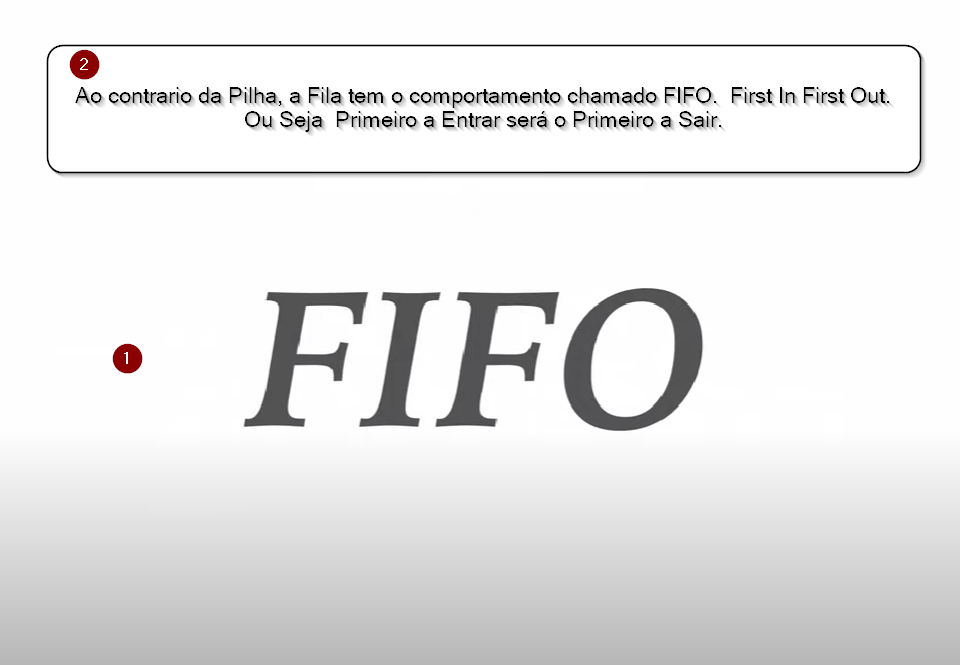 2
Ao contrario da Pilha, a Fila tem o comportamento chamado FIFO.  First In First Out.
Ou Seja  Primeiro a Entrar será o Primeiro a Sair.
FIFO
1